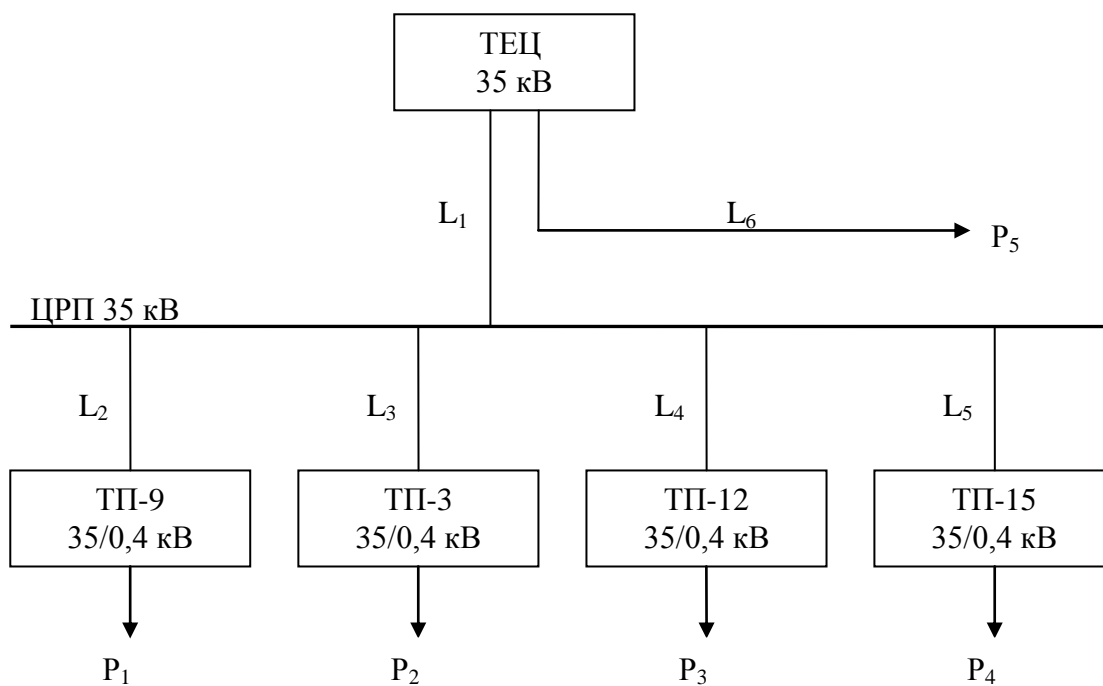 ТЕЦ
35 кВ
L₁
L₆
P₅
ЦРП 35 кВ
L₂
L₃
L₄
L₅
ТП-9
35/0,4 кВ
ТП-3
35/0,4 кВ
ТП-12
35/0,4 кВ
ТП-15
35/0,4 кВ
P₁
P₂
P₃
P₄